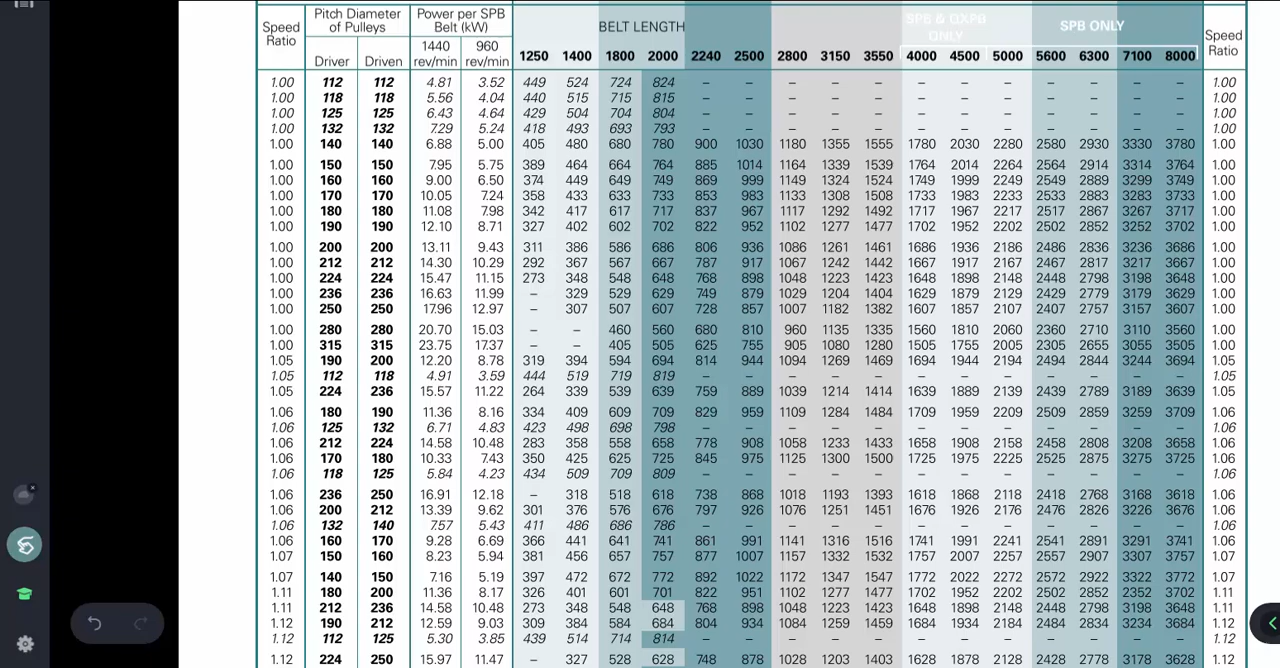 Speed Ratio Pitch Diameter of Pulleys Power per SPB Belt (kW) BELT LENGTH SPB & QXPB ONLY SPB ONLY Speed Ratio
Driver Driven 1440 rev/min 960 rev/min 1250 1400 1800 2000 2240 2500 2800 3150 3550 4000 4500 5000 5600 6300 7100 8000
1.00 112 112 4.81 3.52 449 524 724 824 – – – – – – – – – – – – 1.00
1.00 118 118 5.56 4.04 440 515 715 815 – – – – – – – – – – – – 1.00
1.00 125 125 6.43 4.64 429 504 704 804 – – – – – – – – – – – – 1.00
1.00 132 132 7.29 5.24 418 493 693 793 – – – – – – – – – – – – 1.00
1.00 140 140 6.88 5.00 405 480 680 780 900 1030 1180 1355 1555 1780 2030 2280 2580 2930 3330 3780 1.00
1.00 150 150 7.95 5.75 389 464 664 764 885 1014 1164 1339 1539 1764 2014 2264 2564 2914 3314 3764 1.00
1.00 160 160 9.00 6.50 374 449 649 749 869 999 1149 1324 1524 1749 1999 2249 2549 2889 3299 3749 1.00
1.00 170 170 10.05 7.24 358 433 633 733 853 983 1133 1308 1508 1733 1983 2233 2533 2883 3283 3733 1.00
1.00 180 180 11.08 7.98 342 417 617 717 837 967 1117 1292 1492 1717 1967 2217 2517 2867 3267 3717 1.00
1.00 190 190 12.10 8.71 327 402 602 702 822 952 1102 1277 1477 1702 1952 2202 2502 2852 3252 3702 1.00
1.00 200 200 13.11 9.43 311 386 586 686 806 936 1086 1261 1461 1686 1936 2186 2486 2836 3236 3686 1.00
1.00 212 212 14.30 10.29 292 367 567 667 787 917 1067 1242 1442 1667 1917 2167 2467 2817 3217 3667 1.00
1.00 224 224 15.47 11.15 273 348 548 648 768 898 1048 1223 1423 1648 1898 2148 2448 2798 3198 3648 1.00
1.00 236 236 16.63 11.99 – 329 529 629 749 879 1029 1204 1404 1629 1879 2129 2429 2779 3179 3629 1.00
1.00 250 250 17.96 12.97 – 307 507 607 728 857 1007 1182 1382 1607 1857 2107 2407 2757 3157 3607 1.00
1.00 280 280 20.70 15.03 – – 460 560 680 810 960 1135 1335 1560 1810 2060 2360 2710 3110 3560 1.00
1.00 315 315 23.75 17.37 – – 405 505 625 755 905 1080 1280 1505 1755 2005 2305 2655 3055 3505 1.00
1.05 190 200 12.20 8.78 319 394 594 694 814 944 1094 1269 1469 1694 1944 2194 2494 2844 3244 3694 1.05
1.05 112 118 4.91 3.59 444 519 719 819 – – – – – – – – – – – – 1.05
1.05 224 236 15.57 11.22 264 339 539 639 759 889 1039 1214 1414 1639 1889 2139 2439 2789 3189 3639 1.05
1.06 180 190 11.36 8.16 334 409 609 709 829 959 1109 1284 1484 1709 1959 2209 2509 2859 3259 3709 1.06
1.06 125 132 6.71 4.83 423 498 698 798 – – – – – – – – – – – – 1.06
1.06 212 224 14.58 10.48 283 358 558 658 778 908 1058 1233 1433 1658 1908 2158 2458 2808 3208 3658 1.06
1.06 170 180 10.33 7.43 350 425 625 725 845 975 1125 1300 1500 1725 1975 2225 2525 2875 3275 3725 1.06
1.06 118 125 5.84 4.23 434 509 709 809 – – – – – – – – – – – – 1.06
1.06 236 250 16.91 12.18 – 318 518 618 738 868 1018 1193 1393 1618 1868 2118 2418 2768 3168 3618 1.06
1.06 200 212 13.39 9.62 301 376 576 676 797 926 1076 1251 1451 1676 1926 2176 2476 2826 3226 3676 1.06
1.06 132 140 7.57 5.43 411 486 686 786 – – – – – – – – – – – – 1.06
1.06 160 170 9.28 6.69 366 441 641 741 861 991 1141 1316 1516 1741 1991 2241 2541 2891 3291 3741 1.06
1.07 150 160 8.23 5.94 381 456 657 757 877 1007 1157 1332 1532 1757 2007 2257 2557 2907 3307 3757 1.07
1.07 140 150 7.16 5.19 397 472 672 772 892 1022 1172 1347 1547 1772 2022 2272 2572 2922 3322 3772 1.07
1.11 180 200 11.36 8.17 326 401 601 701 822 951 1102 1277 1477 1702 1952 2202 2502 2852 2352 3702 1.11
1.11 212 236 14.58 10.48 273 348 548 648 768 898 1048 1223 1423 1648 1898 2148 2448 2798 3198 3648 1.11
1.12 190 212 12.59 9.03 309 384 584 684 804 934 1084 1259 1459 1684 1934 2184 2484 2834 3234 3684 1.12
1.12 112 125 5.30 3.85 439 514 714 814 – – – – – – – – – – – – 1.12
1.12 224 250 15.97 11.47 – 327 528 628 748 878 1028 1203 1403 1628 1878 2128 2428 2778 3178 3628 1.12